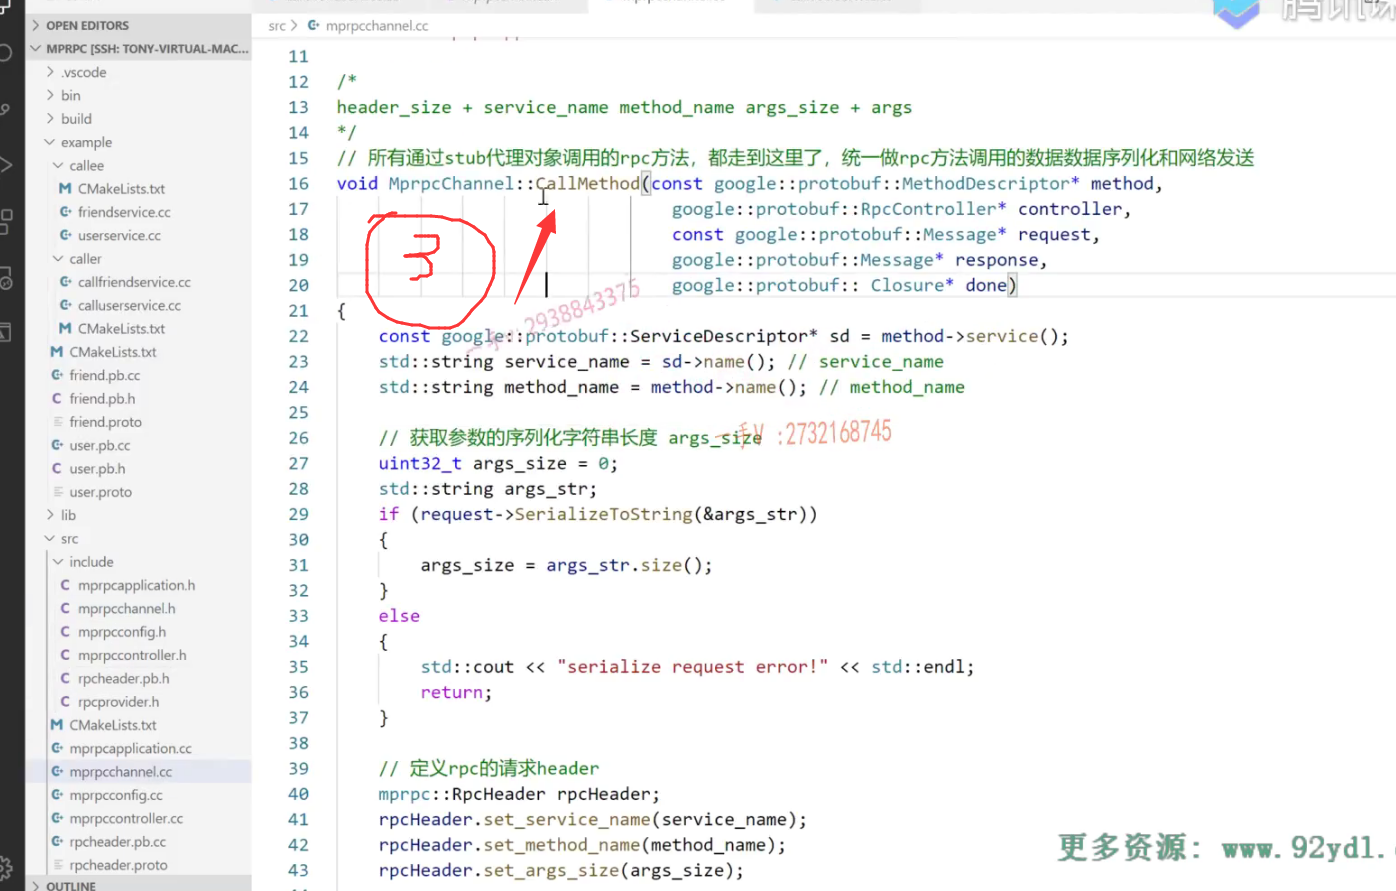 OPEN EDITORS
MPRPC [SSH: TONY-VIRTUAL-MAC...
.vscode
bin
build
example
callee
CMakeLists.txt
friendservice.cc
userservice.cc
caller
callfriendservice.cc
calluserservice.cc
CMakeLists.txt
CMakeLists.txt
friend.pb.cc
friend.pb.h
friend.proto
user.pb.cc
user.pb.h
user.proto
lib
src
include
mprpcapplication.h
mprpcchannel.h
mprpcconfig.h
mprpccontroller.h
rpcheader.pb.h
rpcprovider.h
CMakeLists.txt
mprpcapplication.cc
mprpcchannel.cc
mprpcconfig.cc
mprpccontroller.cc
rpcheader.pb.cc
rpcheader.proto
OUTLINE
src > mprpcchannel.cc
11
12 /*
13 header_size + service_name method_name args_size + args
14 */
15 // 所有通过stub代理对象调用的rpc方法，都走到这里了，统一做rpc方法调用的数据数据序列化和网络发送
16 void MprpcChannel::CallMethod(const google::protobuf::MethodDescriptor* method,
17 google::protobuf::RpcController* controller,
18 const google::protobuf::Message* request,
19 google::protobuf::Message* response,
20 google::protobuf:: Closure* done)
21 {
22 const google::protobuf::ServiceDescriptor* sd = method->service();
23 std::string service_name = sd->name(); // service_name
24 std::string method_name = method->name(); // method_name
25
26 // 获取参数的序列化字符串长度 args_size
27 uint32_t args_size = 0;
28 std::string args_str;
29 if (request->SerializeToString(&args_str))
30 {
31 args_size = args_str.size();
32 }
33 else
34 {
35 std::cout << "serialize request error!" << std::endl;
36 return;
37 }
38
39 // 定义rpc的请求header
40 mprpc::RpcHeader rpcHeader;
41 rpcHeader.set_service_name(service_name);
42 rpcHeader.set_method_name(method_name);
43 rpcHeader.set_args_size(args_size);
3
2938843375
:2732168745
腾讯课
更多资源: www.92yd1.